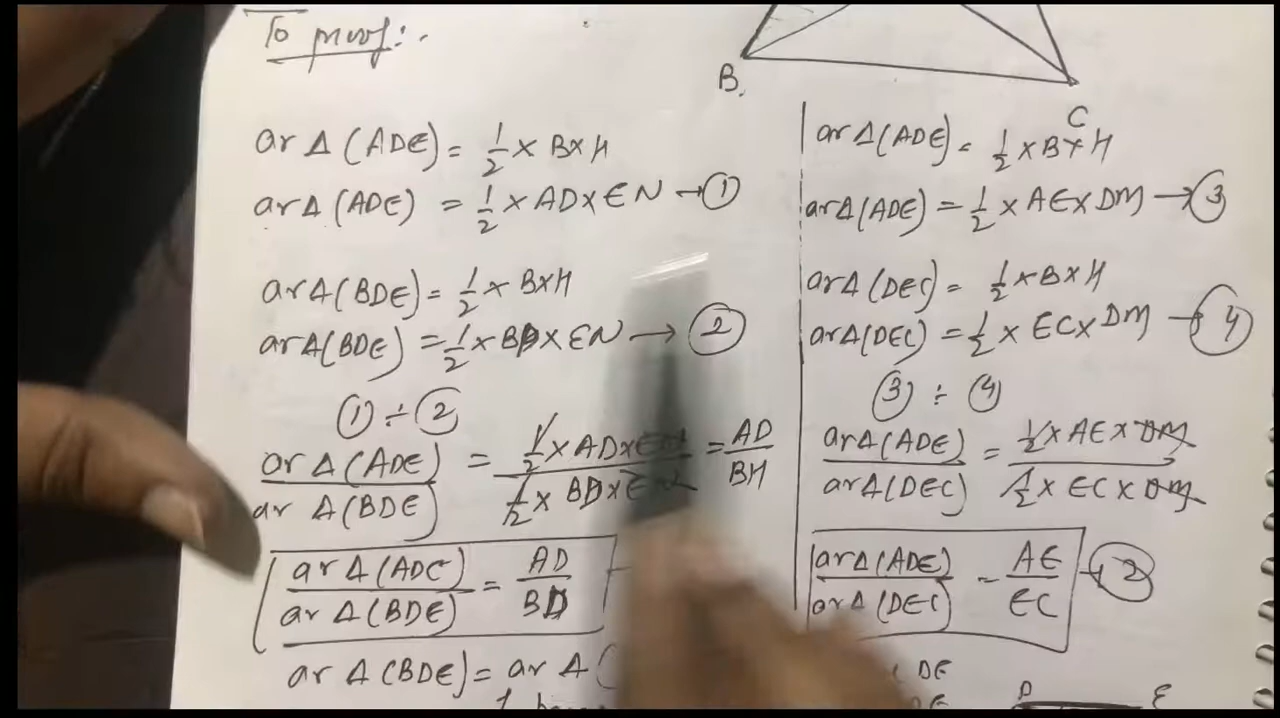 To proof:-
B.
C
ar Δ (ADE) = 1/2 × B×H
ar Δ (ADE) = 1/2 × AD×EN → ①
ar Δ (BDE) = 1/2 × B×H
ar Δ (BDE) = 1/2 × BD × EN → ②
① ÷ ②
ar Δ (ADE) / ar Δ (BDE) = 1/2 × AD × EN / 1/2 × BD × EN = AD / BH
ar Δ (ADE) / ar Δ (BDE) = AD / BD
ar Δ (BDE) = ar Δ (
ar Δ (ADE) = 1/2 × B × H
ar Δ (ADE) = 1/2 × AE × DM → ③
ar Δ (DEC) = 1/2 × B×H
ar Δ (DEC) = 1/2 × EC × DM → ④
③ ÷ ④
ar Δ (ADE) / ar Δ (DEC) = 1/2 × AE × DM / 1/2 × EC × DM
ar Δ (ADE) / ar Δ (DEC) = AE / EC → ②
DE
D E